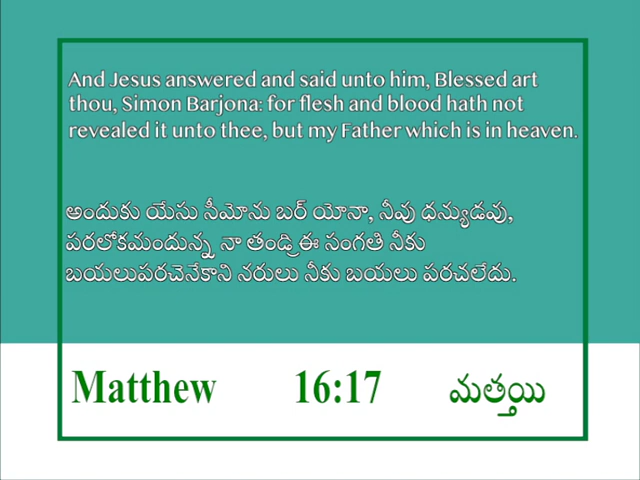 And Jesus answered and said unto him, Blessed art
thou, Simon Barjona: for flesh and blood hath not
revealed it unto thee, but my Father which is in heaven.
అందుకు యేసు సీమోను బర్ యోనా, నీవు ధన్యుడవు,
పరలోకమందున్న నా తండ్రి ఈ సంగతి నీకు
బయలుపరచెనేకాని నరులు నీకు బయలు పరచలేదు.
Matthew 16:17 మత్తయి